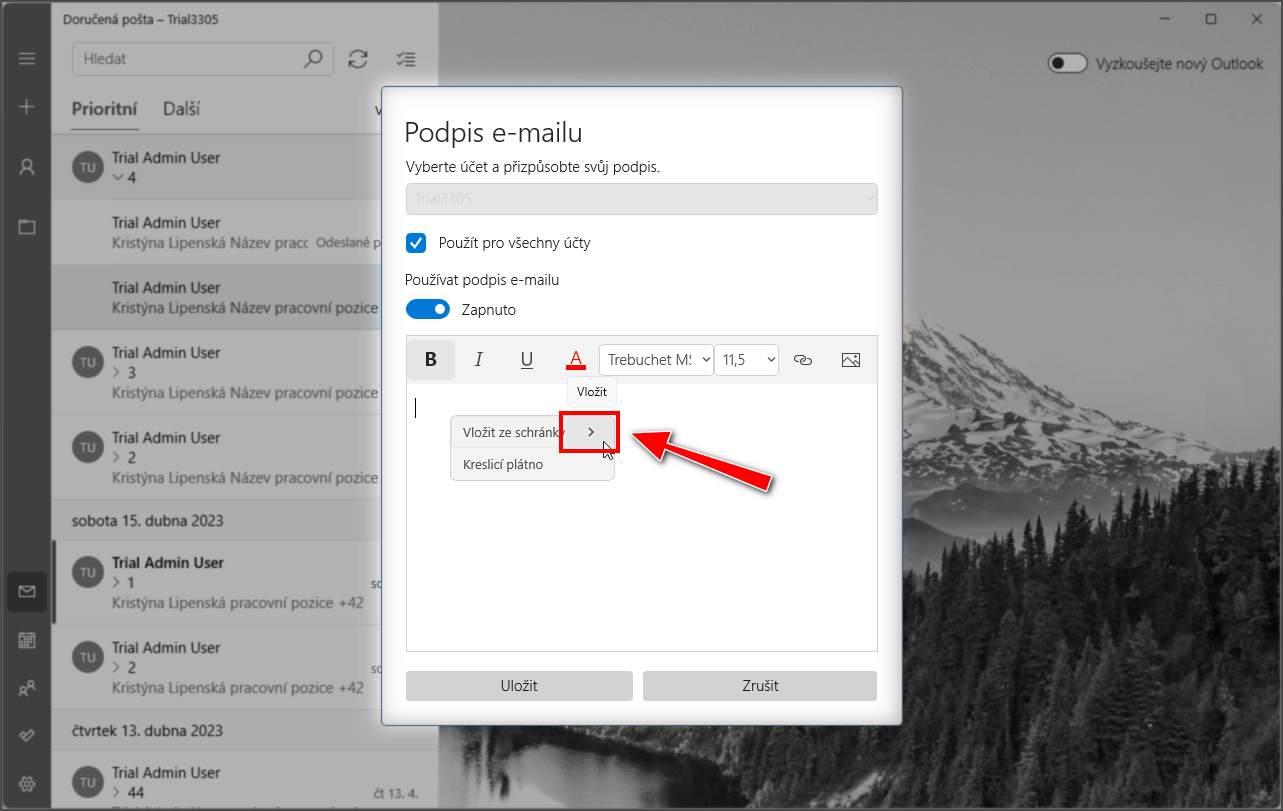 Doručená pošta – Trial3305
Hledat
Vyzkoušejte nový Outlook
Prioritní Další
TU
Trial Admin User
4
Trial Admin User
Kristýna Lipenská Název prac Odeslané p
Trial Admin User
Kristýna Lipenská Název pracovní pozice
TU
Trial Admin User
3
Kristýna Lipenská Název pracovní pozice
TU
Trial Admin User
2
Kristýna Lipenská Název pracovní pozice
sobota 15. dubna 2023
TU
Trial Admin User
1 so
Kristýna Lipenská pracovní pozice +42
TU
Trial Admin User
2 so
Kristýna Lipenská pracovní pozice +42
čtvrtek 13. dubna 2023
TU
Trial Admin User
44 čt 13. 4.
Podpis e-mailu
Vyberte účet a přizpůsobte svůj podpis.
Trial3305
Použít pro všechny účty
Používat podpis e-mailu
Zapnuto
B I U A Trebuchet MS 11,5
Vložit
Vložit ze schránky
Kreslicí plátno
Uložit Zrušit